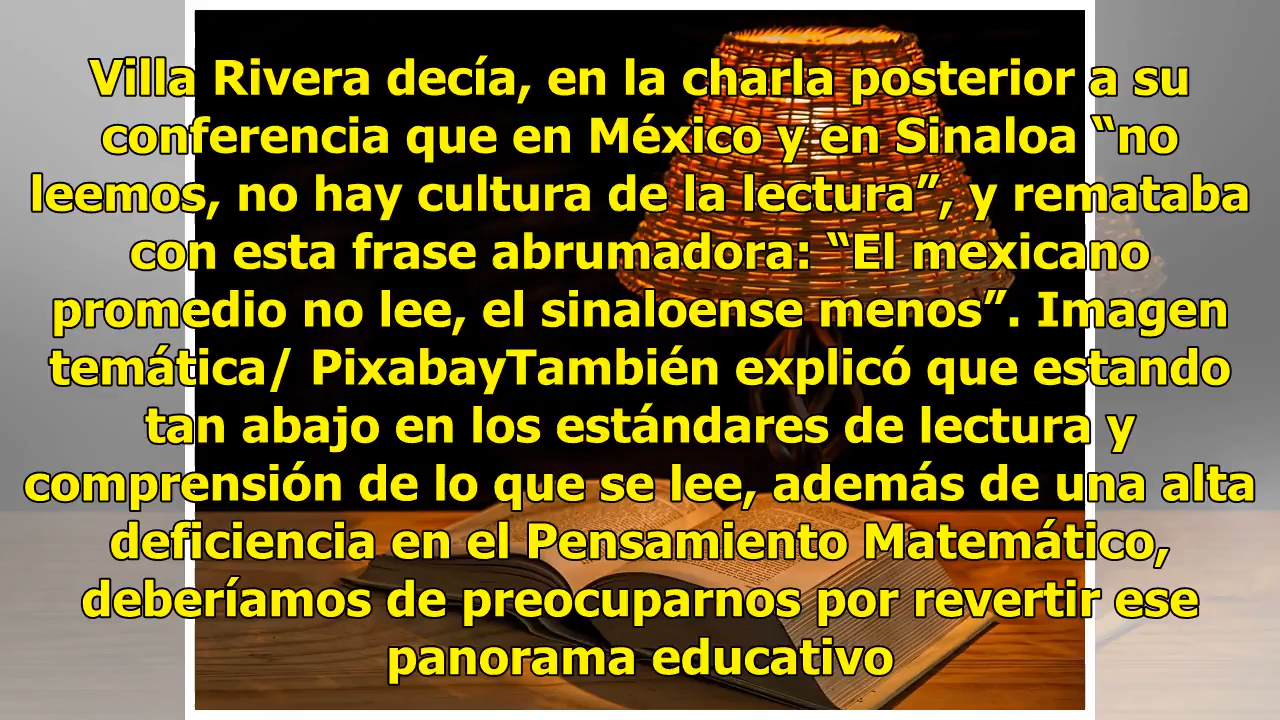 Villa Rivera decía, en la charla posterior a su
conferencia que en México y en Sinaloa “no
leemos, no hay cultura de la lectura”, y remataba
con esta frase abrumadora: “El mexicano
promedio no lee, el sinaloense menos”. Imagen
temática/ PixabayTambién explicó que estando
tan abajo en los estándares de lectura y
comprensión de lo que se lee, además de una alta
deficiencia en el Pensamiento Matemático,
deberíamos de preocuparnos por revertir ese
panorama educativo